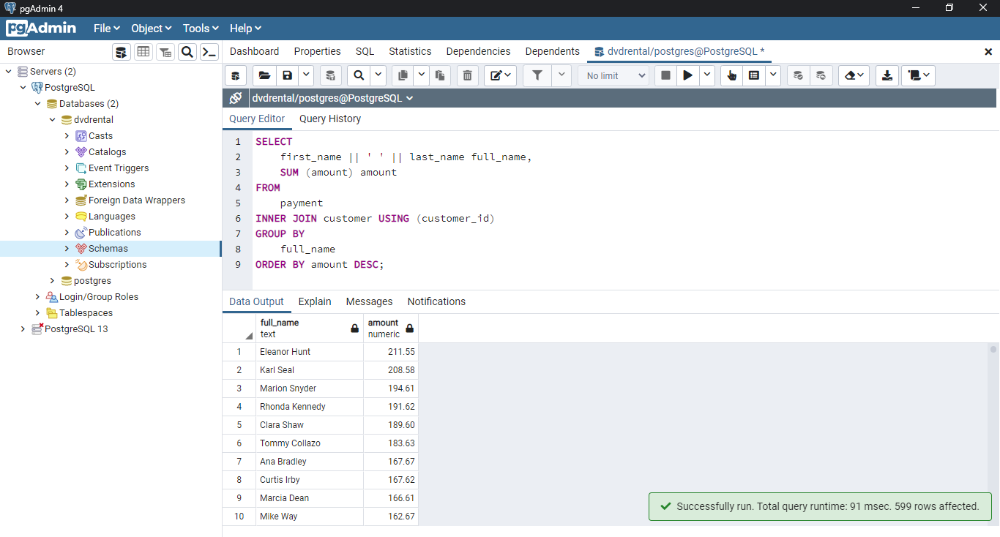 pgAdmin 4
pgAdmin File Object Tools Help
Browser
Dashboard Properties SQL Statistics Dependencies Dependents dvdrental/postgres@PostgreSQL *
Servers (2)
PostgreSQL
Databases (2)
dvdrental
Casts
Catalogs
Event Triggers
Extensions
Foreign Data Wrappers
Languages
Publications
Schemas
Subscriptions
postgres
Login/Group Roles
Tablespaces
PostgreSQL 13
No limit
dvdrental/postgres@PostgreSQL
Query Editor Query History
1 SELECT
2 first_name || ' ' || last_name full_name,
3 SUM (amount) amount
4 FROM
5 payment
6 INNER JOIN customer USING (customer_id)
7 GROUP BY
8 full_name
9 ORDER BY amount DESC;
Data Output Explain Messages Notifications
full_name amount
text numeric
1 Eleanor Hunt 211.55
2 Karl Seal 208.58
3 Marion Snyder 194.61
4 Rhonda Kennedy 191.62
5 Clara Shaw 189.60
6 Tommy Collazo 183.63
7 Ana Bradley 167.67
8 Curtis Irby 167.62
9 Marcia Dean 166.61
10 Mike Way 162.67
Successfully run. Total query runtime: 91 msec. 599 rows affected.